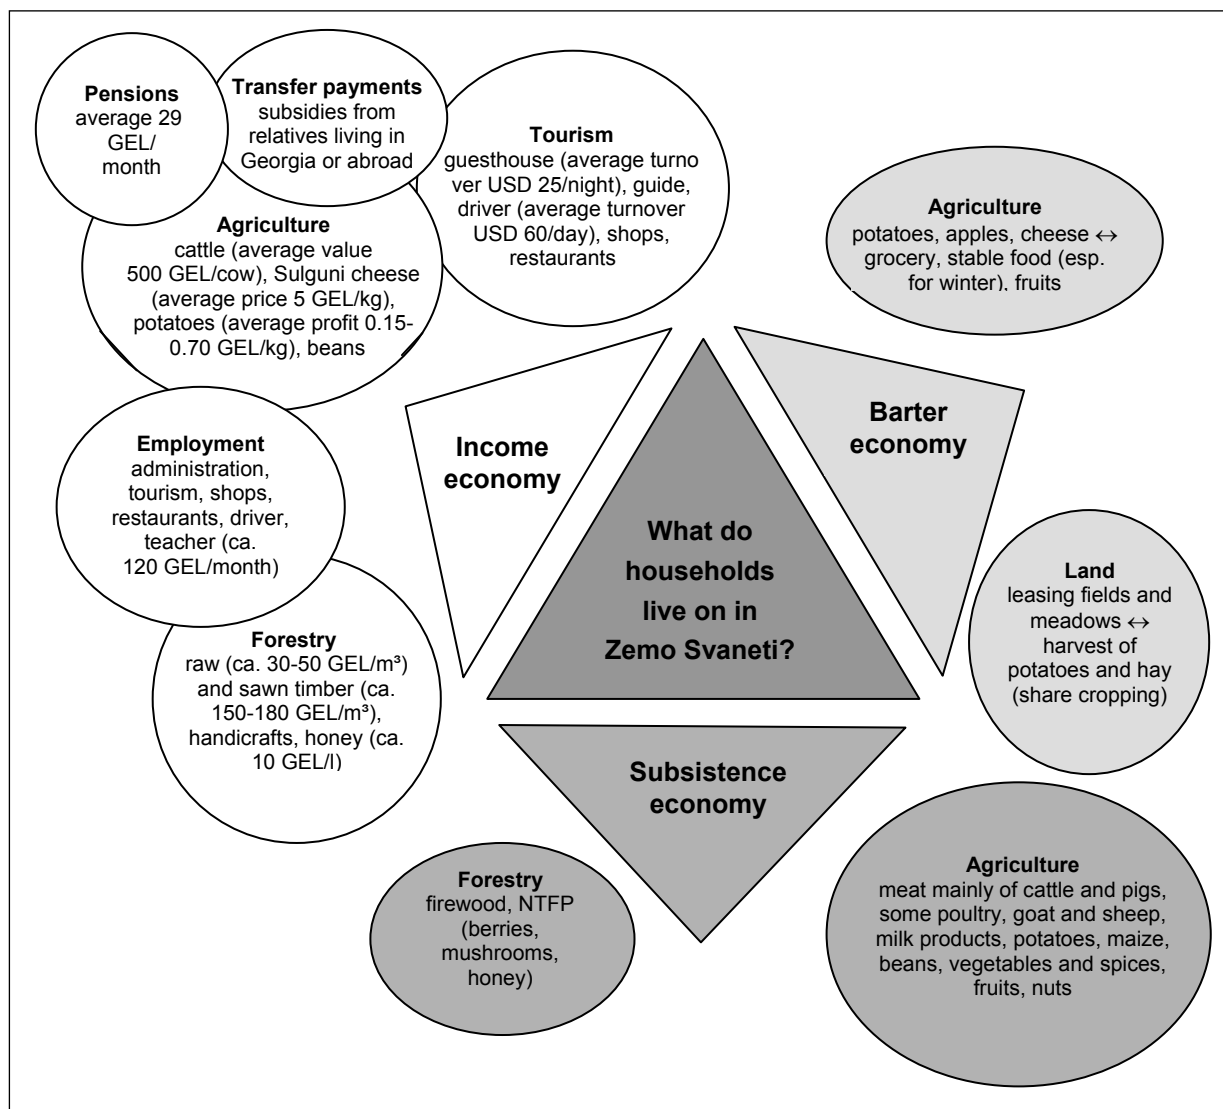 Pensions
average 29
GEL/
month
Transfer payments
subsidies from
relatives living in
Georgia or abroad
Tourism
guesthouse (average turno
ver USD 25/night), guide,
driver (average turnover
USD 60/day), shops,
restaurants
Agriculture
cattle (average value
500 GEL/cow), Sulguni cheese
(average price 5 GEL/kg),
potatoes (average profit 0.15-
0.70 GEL/kg), beans
Employment
administration,
tourism, shops,
restaurants, driver,
teacher (ca.
120 GEL/month)
Forestry
raw (ca. 30-50 GEL/m³)
and sawn timber (ca.
150-180 GEL/m³),
handicrafts, honey (ca.
10 GEL/l)
Income
economy
Barter
economy
Agriculture
potatoes, apples, cheese ↔
grocery, stable food (esp.
for winter), fruits
Land
leasing fields and
meadows ↔
harvest of
potatoes and hay
(share cropping)
What do
households
live on in
Zemo Svaneti?
Subsistence
economy
Forestry
firewood, NTFP
(berries,
mushrooms,
honey)
Agriculture
meat mainly of cattle and pigs,
some poultry, goat and sheep,
milk products, potatoes, maize,
beans, vegetables and spices,
fruits, nuts